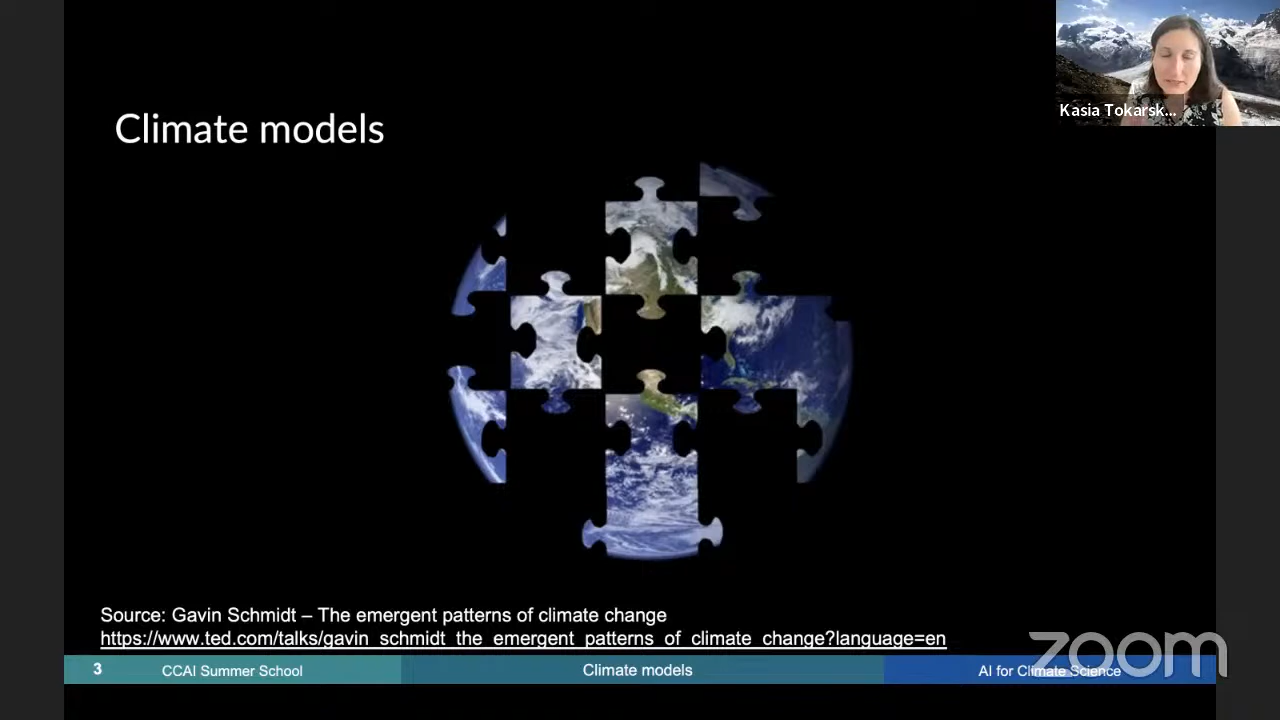 Climate models
Kasia Tokarsk...
Source: Gavin Schmidt – The emergent patterns of climate change
https://www.ted.com/talks/gavin_schmidt_the_emergent_patterns_of_climate_change?language=en
3
CCAI Summer School
Climate models
AI for Climate Science
zoom